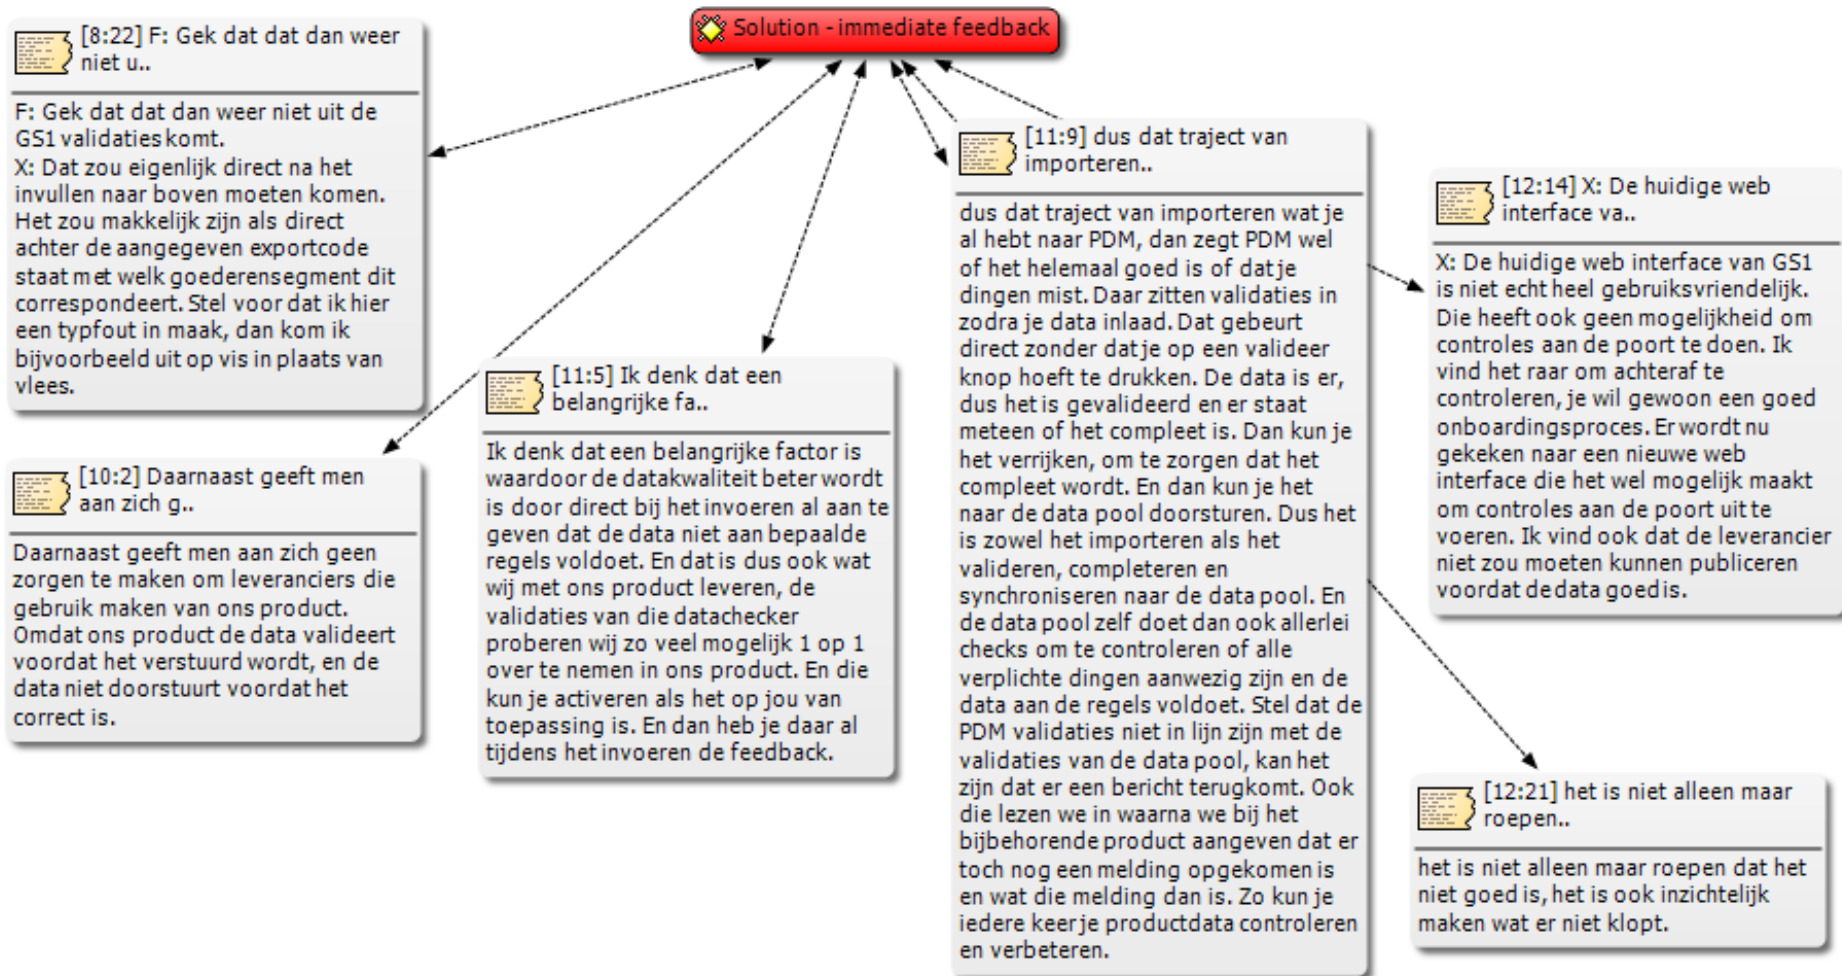 Solution - immediate feedback
[8:22] F: Gek dat dat dan weer
niet u..
F: Gek dat dat dan weer niet uit de
GS1 validaties komt.
X: Dat zou eigenlijk direct na het
invullen naar boven moeten komen.
Het zou makkelijk zijn als direct
achter de aangegeven exportcode
staat met welk goederensegment dit
correspondeert. Stel voor dat ik hier
een typfout in maak, dan kom ik
bijvoorbeeld uit op vis in plaats van
vlees.
[10:2] Daarnaast geeft men
aan zich g..
Daarnaast geeft men aan zich geen
zorgen te maken om leveranciers die
gebruik maken van ons product.
Omdat ons product de data valideert
voordat het verstuurd wordt, en de
data niet doorstuurt voordat het
correct is.
[11:5] Ik denk dat een
belangrijke fa..
Ik denk dat een belangrijke factor is
waardoor de datakwaliteit beter wordt
is door direct bij het invoeren al aan te
geven dat de data niet aan bepaalde
regels voldoet. En dat is dus ook wat
wij met ons product leveren, de
validaties van die datachecker
proberen wij zo veel mogelijk 1 op 1
over te nemen in ons product. En die
kun je activeren als het op jou van
toepassing is. En dan heb je daar al
tijdens het invoeren de feedback.
[11:9] dus dat traject van
importeren..
dus dat traject van importeren wat je
al hebt naar PDM, dan zegt PDM wel
of het helemaal goed is of dat je
dingen mist. Daar zitten validaties in
zodra je data inlaad. Dat gebeurt
direct zonder dat je op een valideer
knop hoeft te drukken. De data is er,
dus het is gevalideerd en er staat
meteen of het compleet is. Dan kun je
het verrijken, om te zorgen dat het
compleet wordt. En dan kun je het
naar de data pool doorsturen. Dus het
is zowel het importeren als het
valideren, completeren en
synchroniseren naar de data pool. En
de data pool zelf doet dan ook allerlei
checks om te controleren of alle
verplichte dingen aanwezig zijn en de
data aan de regels voldoet. Stel dat de
PDM validaties niet in lijn zijn met de
validaties van de data pool, kan het
zijn dat er een bericht terugkomt. Ook
die lezen we in waarna we bij het
bijbehorende product aangeven dat er
toch nog een melding opgekomen is
en wat die melding dan is. Zo kun je
iedere keer je productdata controleren
en verbeteren.
[12:14] X: De huidige web
interface va..
X: De huidige web interface van GS1
is niet echt heel gebruiksvriendelijk.
Die heeft ook geen mogelijkheid om
controles aan de poort te doen. Ik
vind het raar om achteraf te
controleren, je wil gewoon een goed
onboardingsproces. Er wordt nu
gekeken naar een nieuwe web
interface die het wel mogelijk maakt
om controles aan de poort uit te
voeren. Ik vind ook dat de leverancier
niet zou moeten kunnen publiceren
voordat de data goed is.
[12:21] het is niet alleen maar
roepen..
het is niet alleen maar roepen dat het
niet goed is, het is ook inzichtelijk
maken wat er niet klopt.